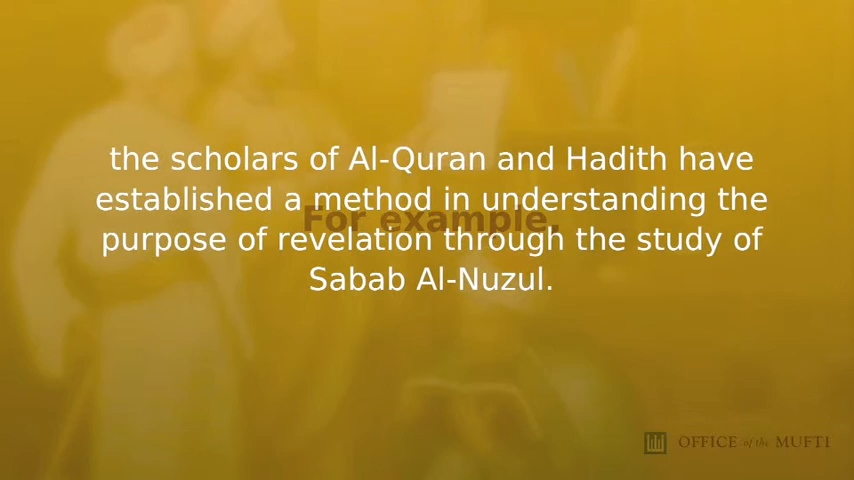 For example,
the scholars of Al-Quran and Hadith have
established a method in understanding the
purpose of revelation through the study of
Sabab Al-Nuzul.
OFFICE of the MUFTI